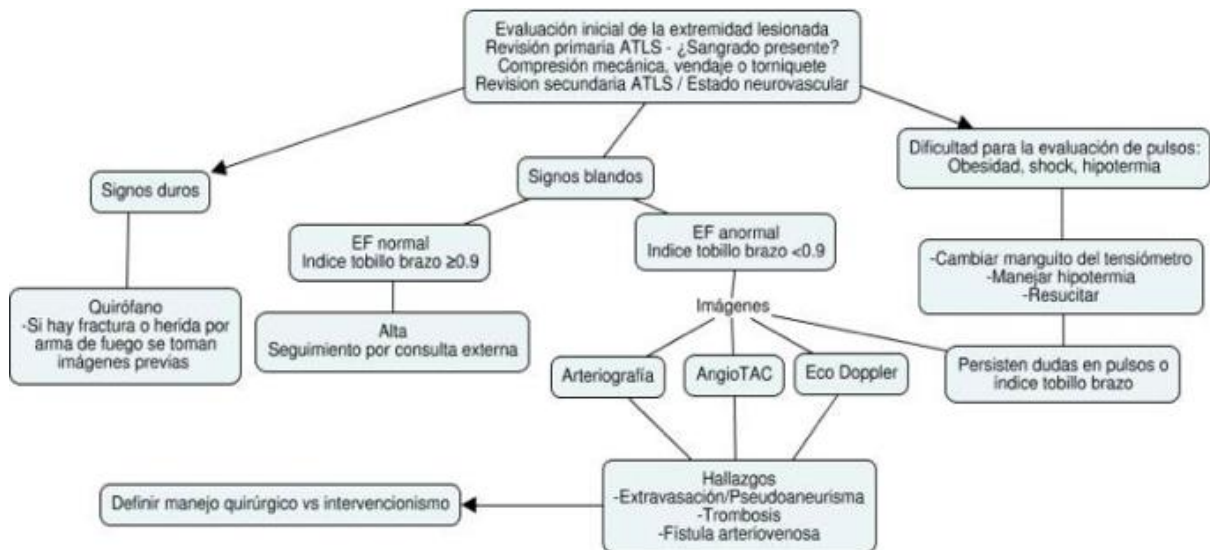 Evaluación inicial de la extremidad lesionada
Revisión primaria ATLS - ¿Sangrado presente?
Compresión mecánica, vendaje o torniquete
Revision secundaria ATLS / Estado neurovascular
Signos duros
Signos blandos
Dificultad para la evaluación de pulsos:
Obesidad, shock, hipotermia
EF normal
Indice tobillo brazo ≥0.9
EF anormal
Indice tobillo brazo <0.9
-Cambiar manguito del tensiómetro
-Manejar hipotermia
-Resucitar
Quirófano
-Si hay fractura o herida por
arma de fuego se toman
imágenes previas
Alta
Seguimiento por consulta externa
Imágenes
Arteriografía
AngioTAC
Eco Doppler
Persisten dudas en pulsos o
indice tobillo brazo
Hallazgos
-Extravasación/Pseudoaneurisma
-Trombosis
-Fístula arteriovenosa
Definir manejo quirúrgico vs intervencionismo